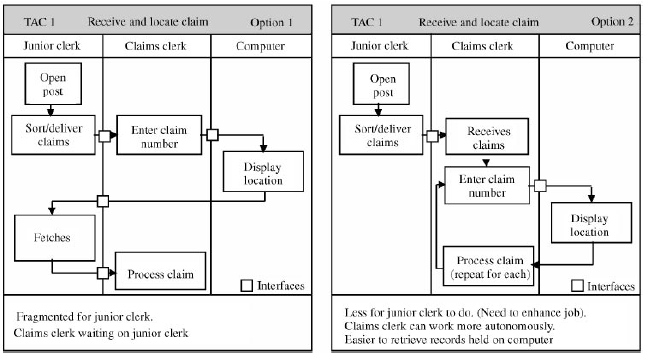 TAC 1 Receive and locate claim Option 1
Junior clerk Claims clerk Computer
Open
post
Sort/deliver
claims
Enter claim
number
Display
location
Fetches
Process claim
Interfaces
Fragmented for junior clerk.
Claims clerk waiting on junior clerk
TAC 1 Receive and locate claim Option 2
Junior clerk Claims clerk Computer
Open
post
Sort/deliver
claims
Receives
claims
Enter claim
number
Display
location
Process claim
(repeat for each)
Interfaces
Less for junior clerk to do. (Need to enhance job).
Claims clerk can work more autonomously.
Easier to retrieve records held on computer